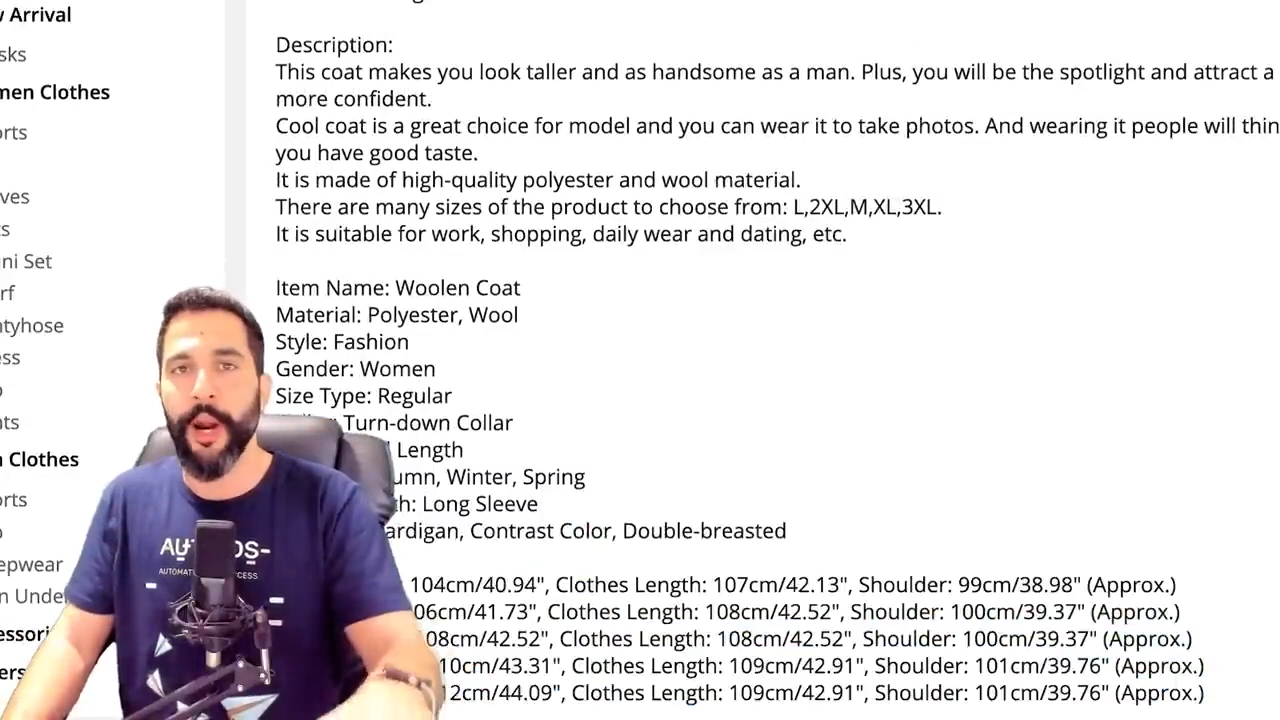 Arrival
Clothes
Description:
This coat makes you look taller and as handsome as a man. Plus, you will be the spotlight and attract a
more confident.
Cool coat is a great choice for model and you can wear it to take photos. And wearing it people will
you have good taste.
It is made of high-quality polyester and wool material.
There are many sizes of the product to choose from: L,2XL,M,XL,3XL.
It is suitable for work, shopping, daily wear and dating, etc.
Item Name: Woolen Coat
Material: Polyester, Wool
Style: Fashion
Gender: Women
Size Type: Regular
Turn-down Collar
Length
Winter, Spring
Long Sleeve
Contrast Color, Double-breasted
104cm/40.94", Clothes Length: 107cm/42.13", Shoulder: 99cm/38.98" (Approx.)
Clothes Length: 108cm/42.52", Shoulder: 100cm/39.37" (Approx.)
Clothes Length: 108cm/42.52", Shoulder: 100cm/39.37" (Approx.)
Clothes Length: 109cm/42.91", Shoulder: 101cm/39.76" (Approx.)
Clothes Length: 109cm/42.91", Shoulder: 101cm/39.76" (Approx.)
Set
Clothes